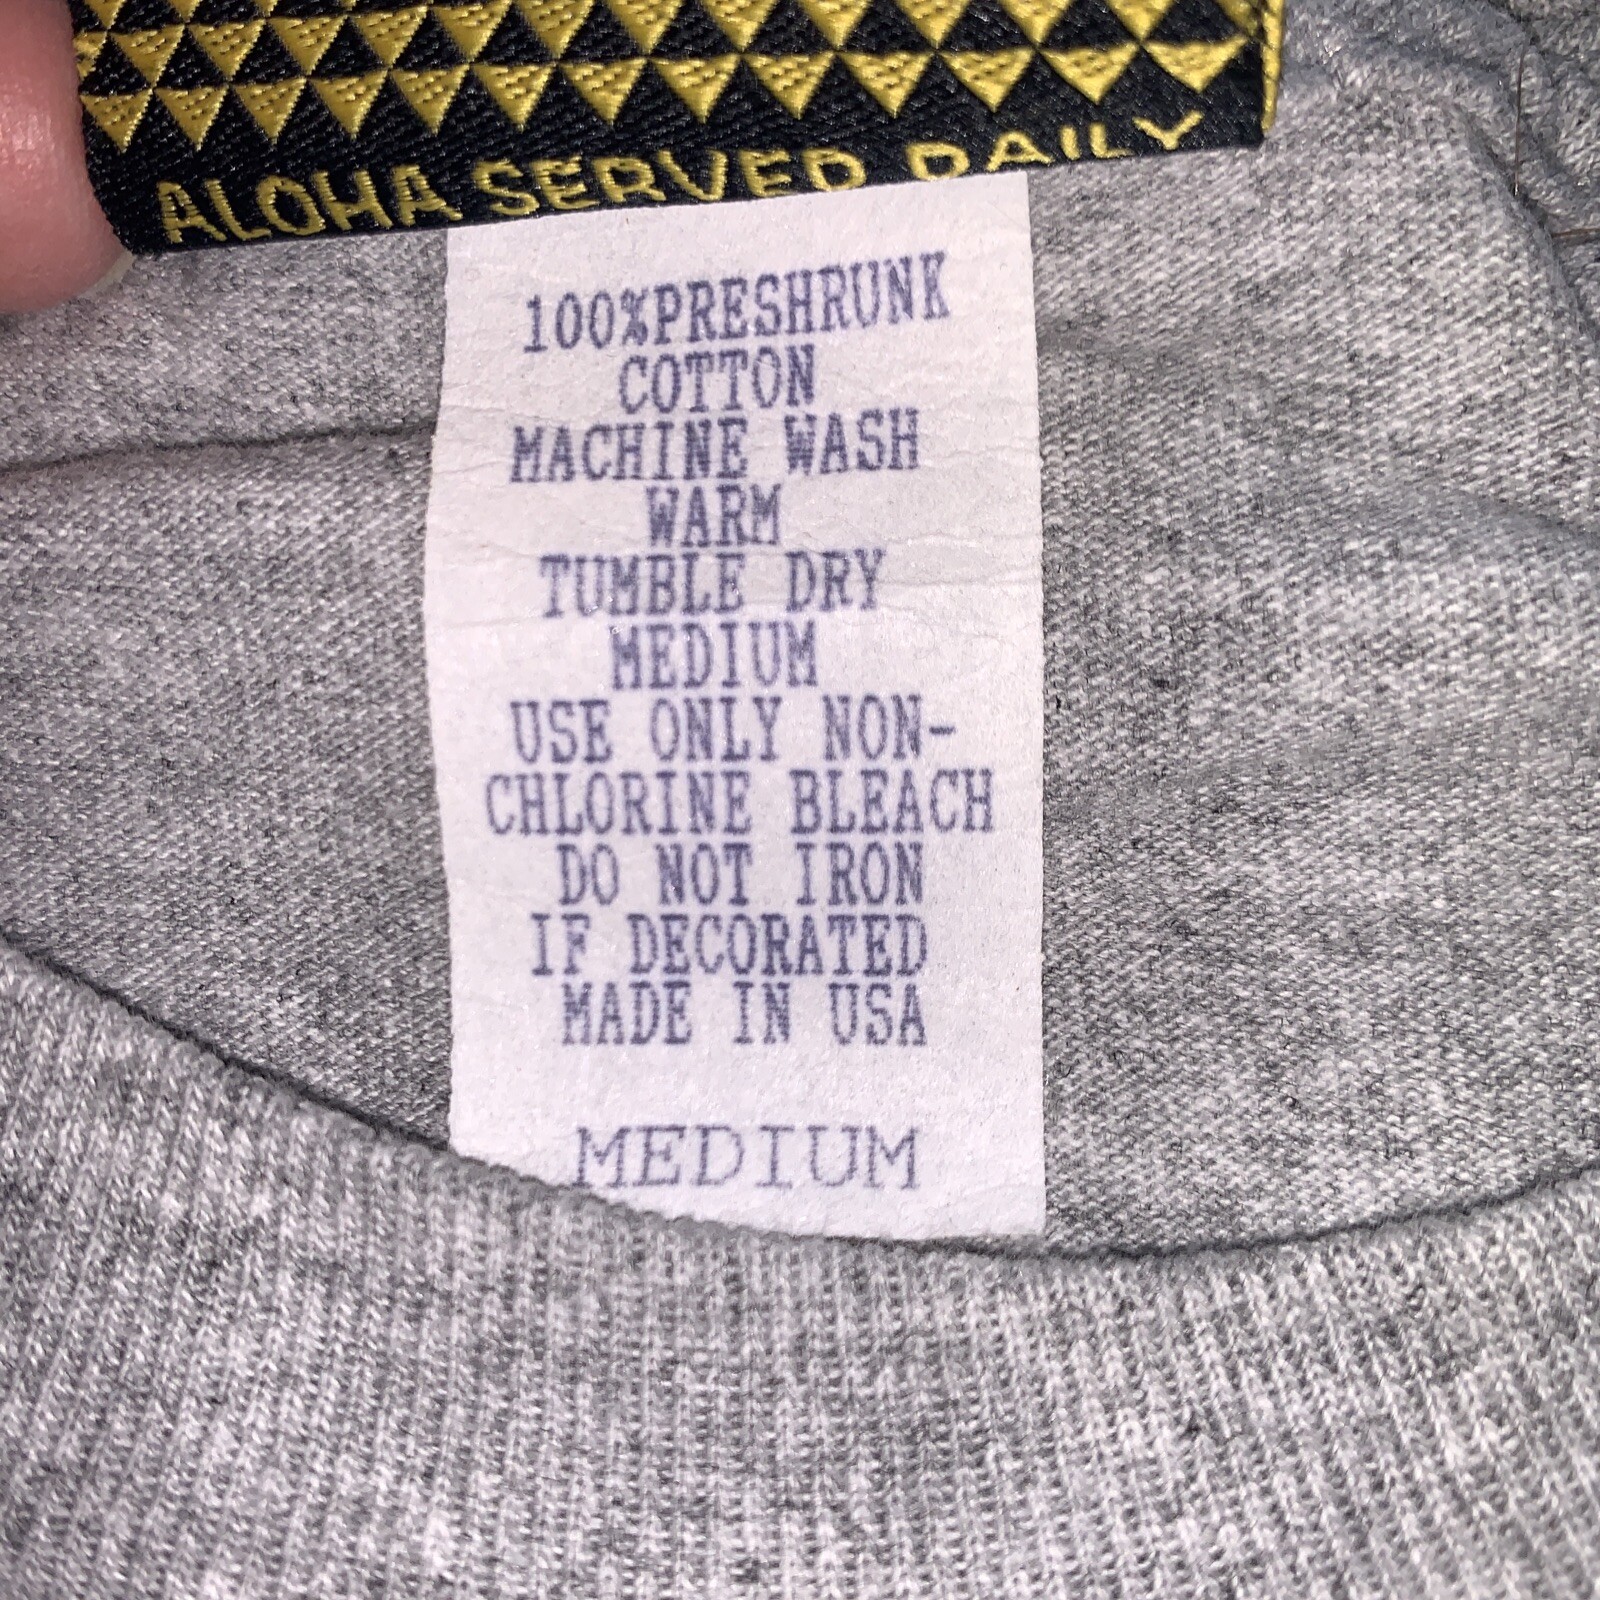 ALOHA SERVED DAILY
100%PRESHRUNK
COTTON
MACHINE WASH
WARM
TUMBLE DRY
MEDIUM
USE ONLY NON-
CHLORINE BLEACH
DO NOT IRON
IF DECORATED
MADE IN USA
MEDIUM